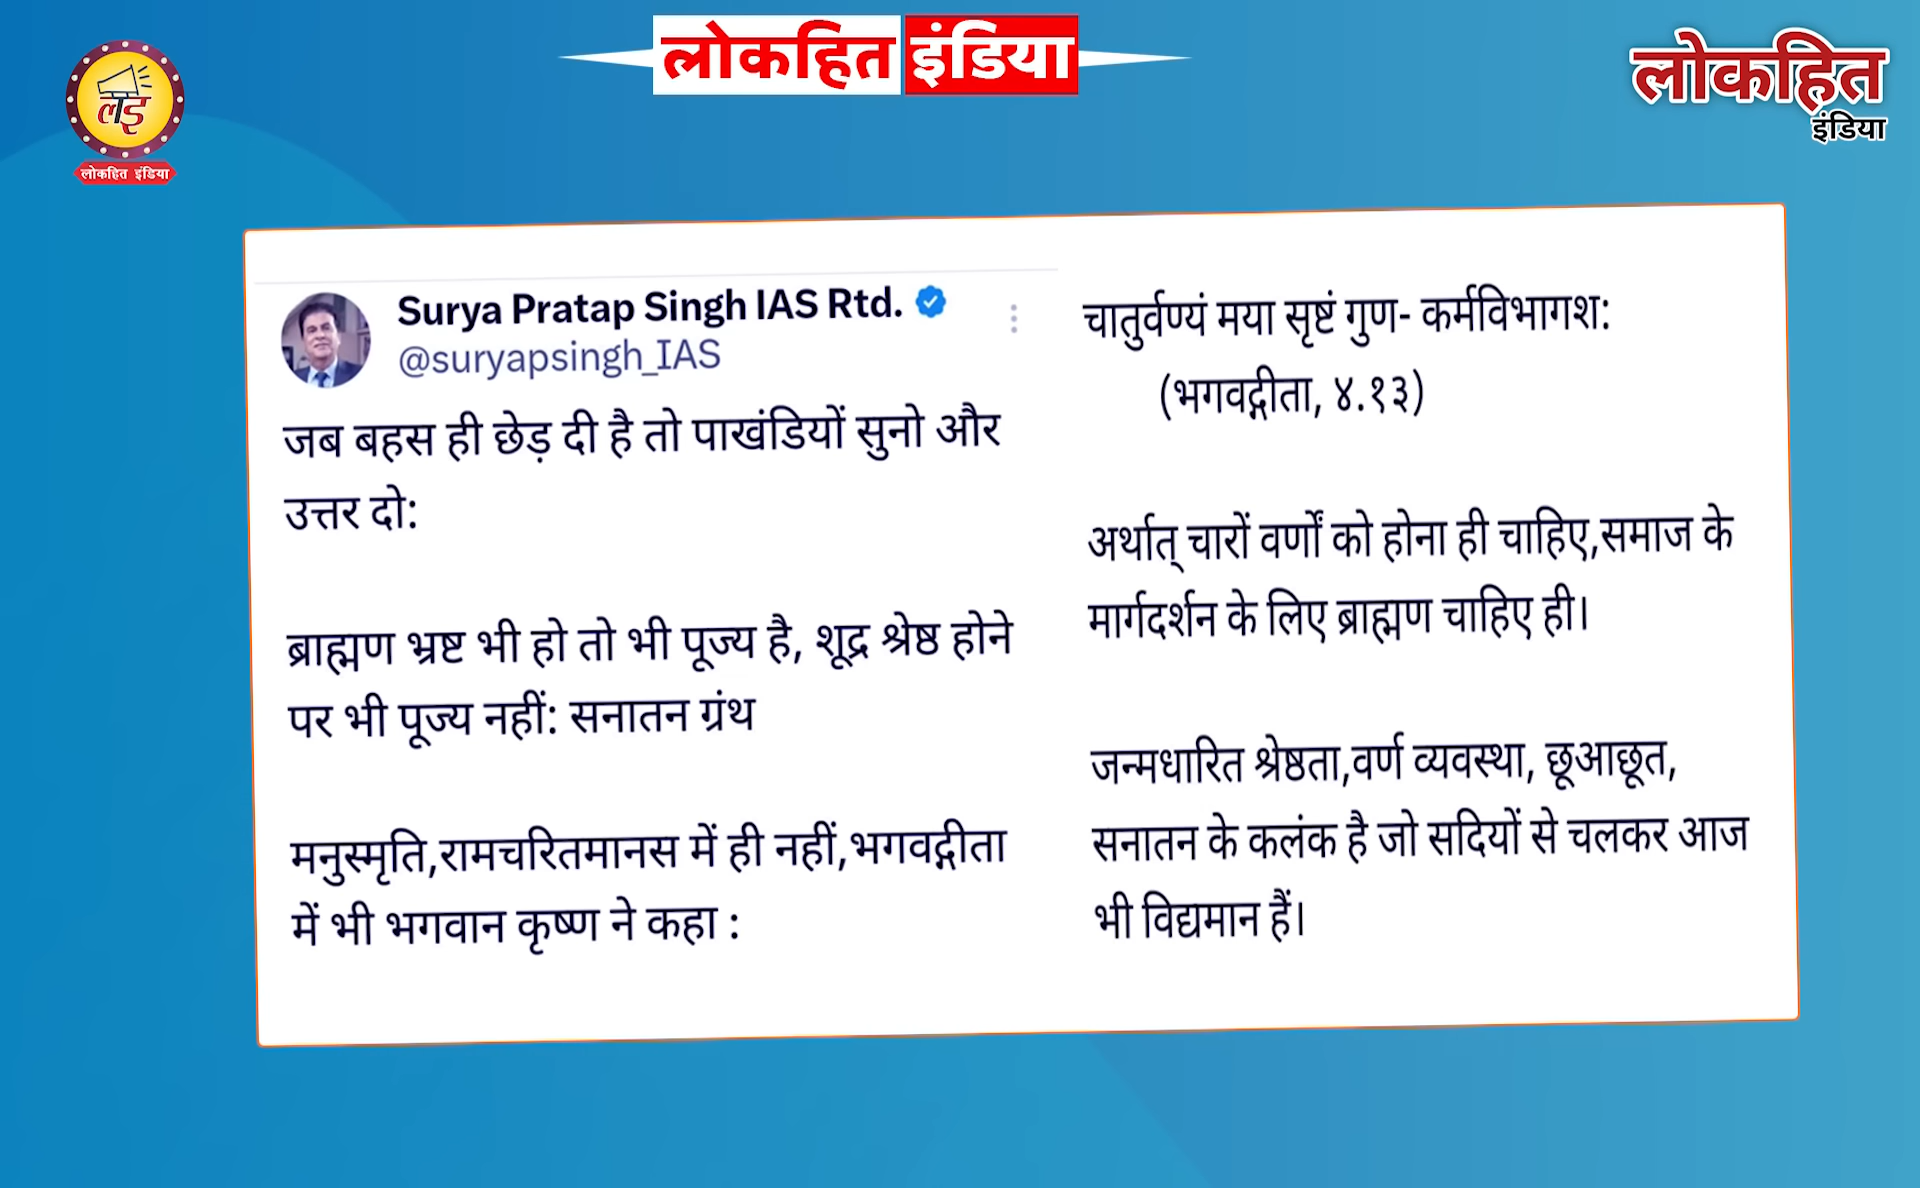 लोकहित इंडिया
लइ
लोकहित इंडिया
लोकहित
इंडिया
Surya Pratap Singh IAS Rtd.
@suryapsingh_IAS
जब बहस ही छेड़ दी है तो पाखंडियों सुनो और
उत्तर दो:
ब्राह्मण भ्रष्ट भी हो तो भी पूज्य है, शूद्र श्रेष्ठ होने
पर भी पूज्य नहीं: सनातन ग्रंथ
मनुस्मृति,रामचरितमानस में ही नहीं,भगवद्गीता
में भी भगवान कृष्ण ने कहा :
चातुर्वण्यं मया सृष्टं गुण- कर्मविभागश:
(भगवद्गीता, ४.१३)
अर्थात् चारों वर्णों को होना ही चाहिए,समाज के
मार्गदर्शन के लिए ब्राह्मण चाहिए ही।
जन्मधारित श्रेष्ठता,वर्ण व्यवस्था, छूआछूत,
सनातन के कलंक है जो सदियों से चलकर आज
भी विद्यमान हैं।